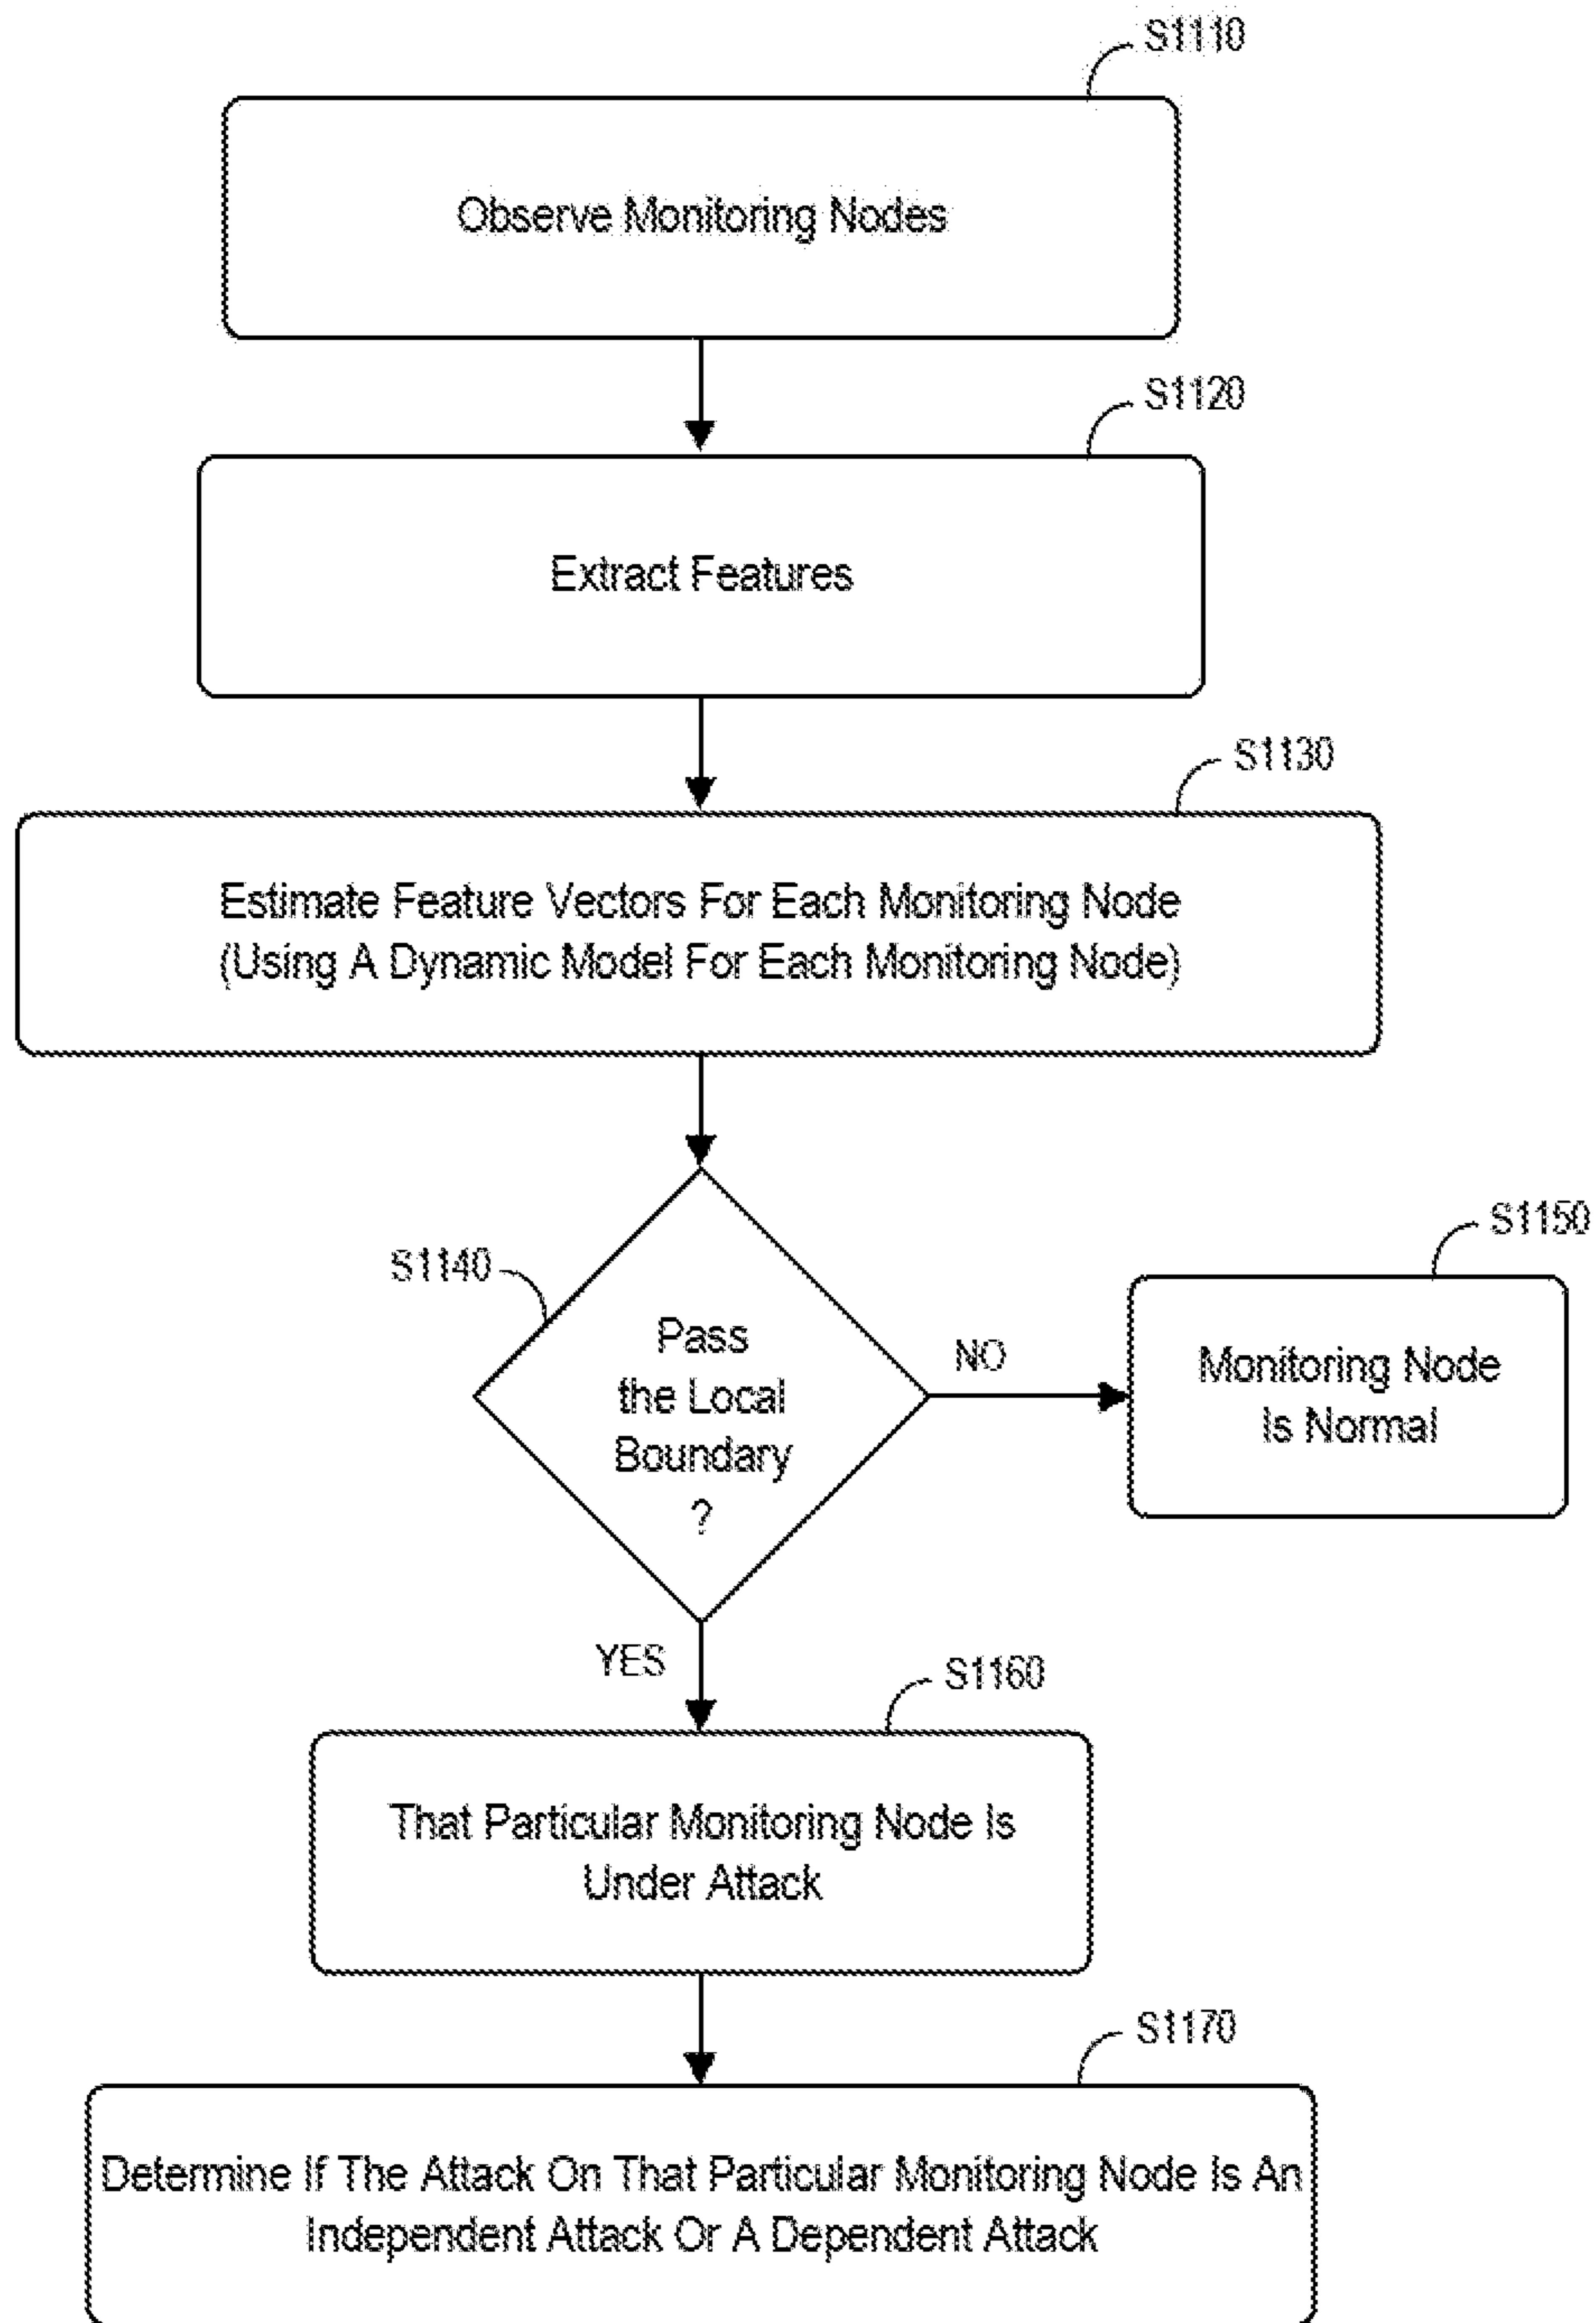 S1110
Observe Monitoring Nodes
S1120
Extract Features
S1130
Estimate Feature Vectors For Each Monitoring Node
(Using A Dynamic Model For Each Monitoring Node)
S1140
Pass
the Local
Boundary
?
NO
S1150
Monitoring Node
Is Normal
YES
S1160
That Particular Monitoring Node Is
Under Attack
S1170
Determine If The Attack On That Particular Monitoring Node Is An
Independent Attack Or A Dependent Attack